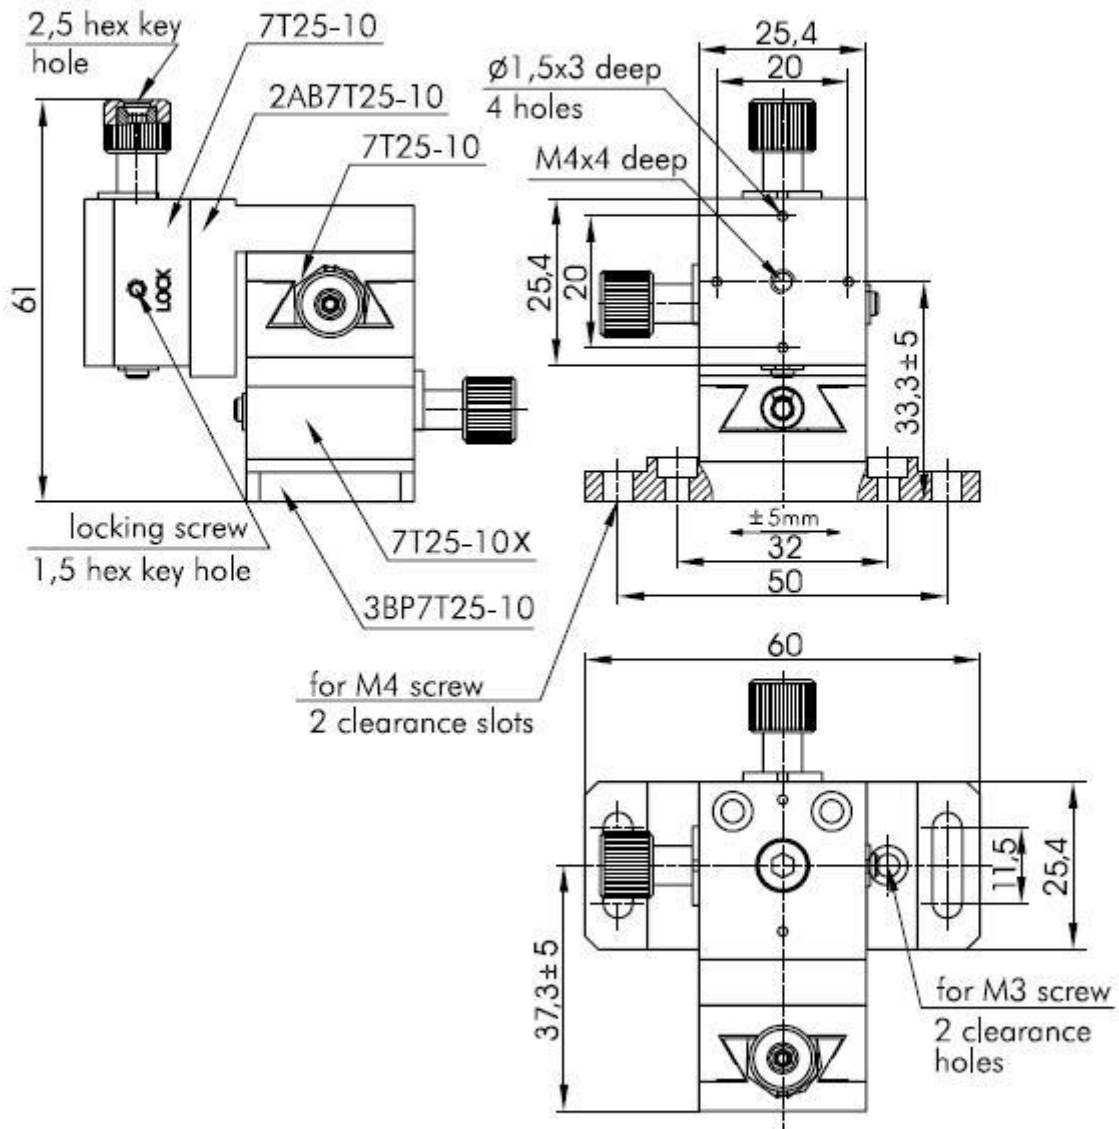 2,5 hex key
hole
7T25-10
2AB7T25-10
7T25-10
61
LOCK
locking screw
1,5 hex key hole
7T25-10X
3BP7T25-10
25,4
20
Ø1,5x3 deep
4 holes
M4x4 deep
25,4
20
33,3±5
±5mm
32
50
for M4 screw
2 clearance slots
60
11,5
25,4
37,3±5
for M3 screw
2 clearance
holes